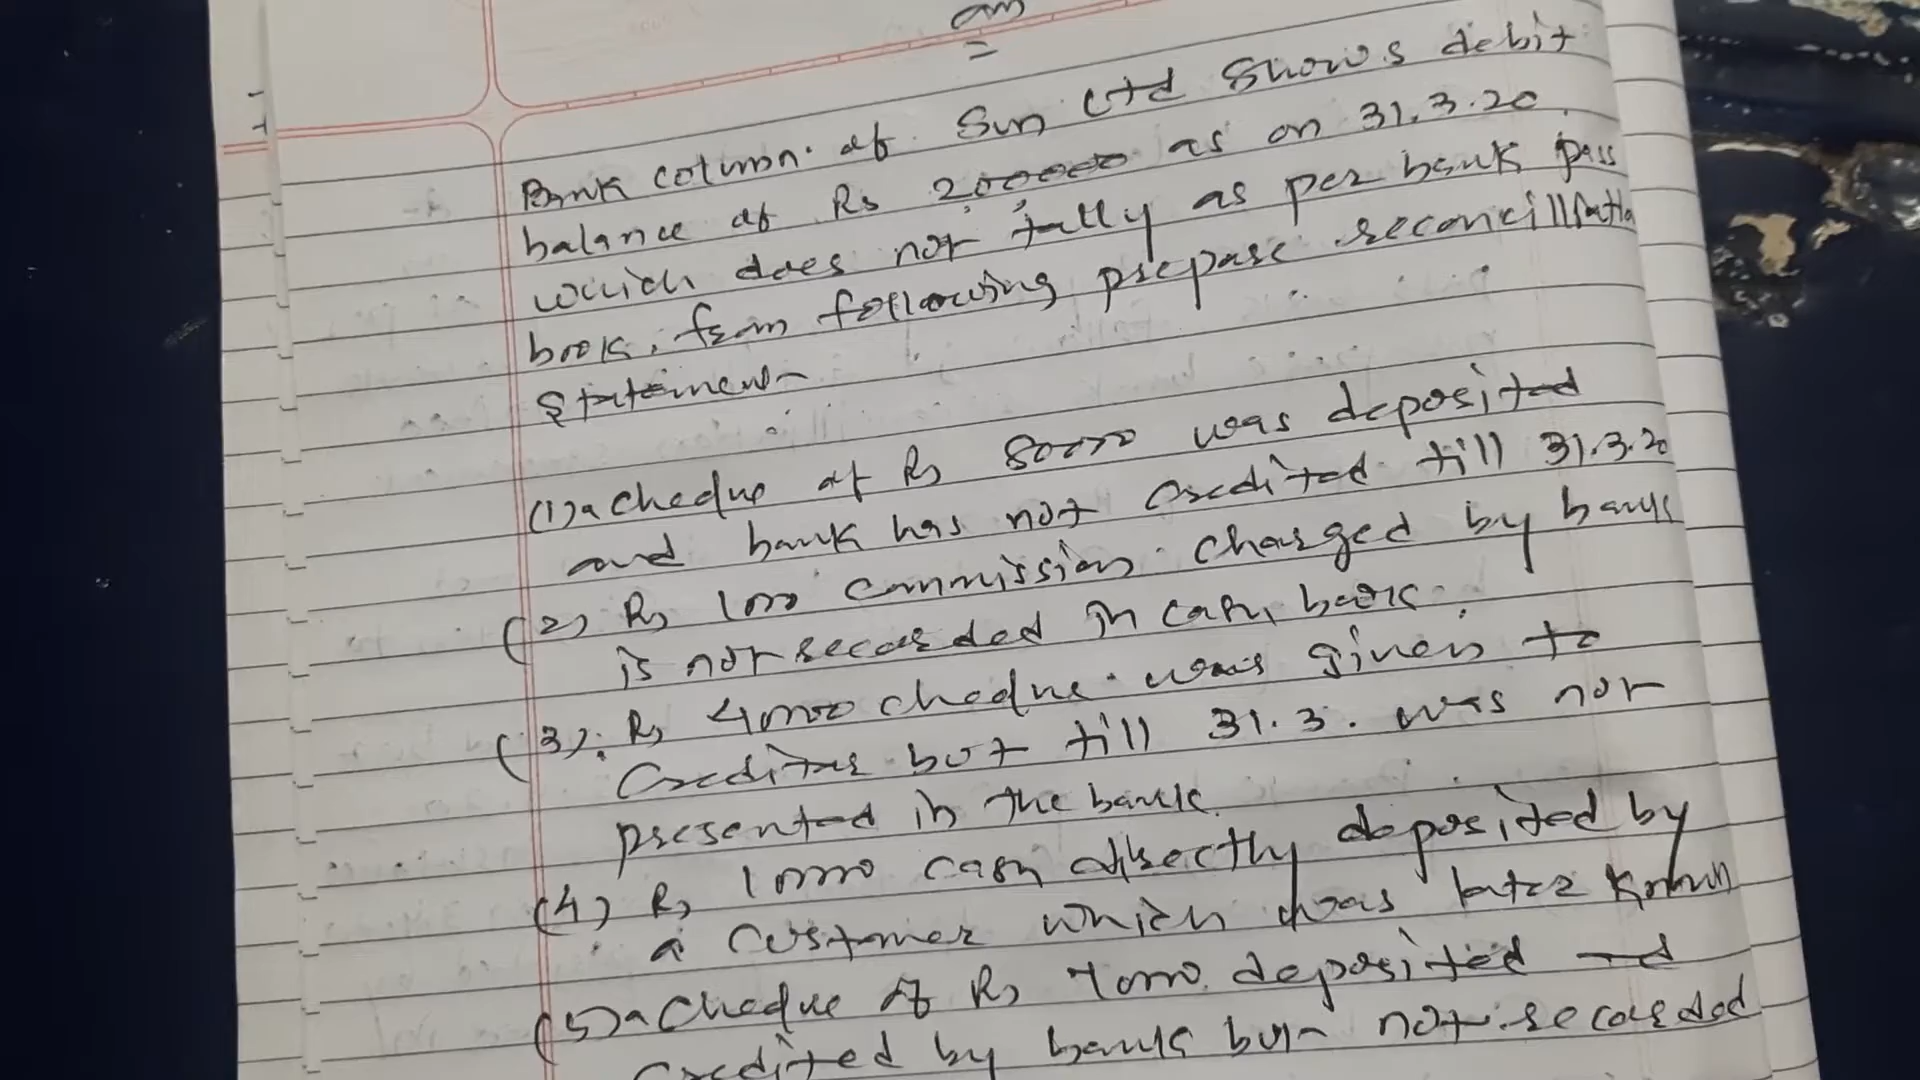 Bank column of Sun Ltd shows debit
balance of Rs 200000 as on 31.3.20.
which does not tally as per bank pass
book, from following prepare reconcillatio
Statement
(1) a cheque of Rs 80000 was deposited
and bank has not credited till 31.3.20
(2) Rs 1000 commission charged by bank
is not recorded in cash book.
(3). Rs 40000 cheque was given to
creditor but till 31.3. was not
presented in the bank.
(4) Rs 10000 cash directly deposited by
a customer which was later known
(5) a cheque of Rs deposited and
credited by bank but not recorded